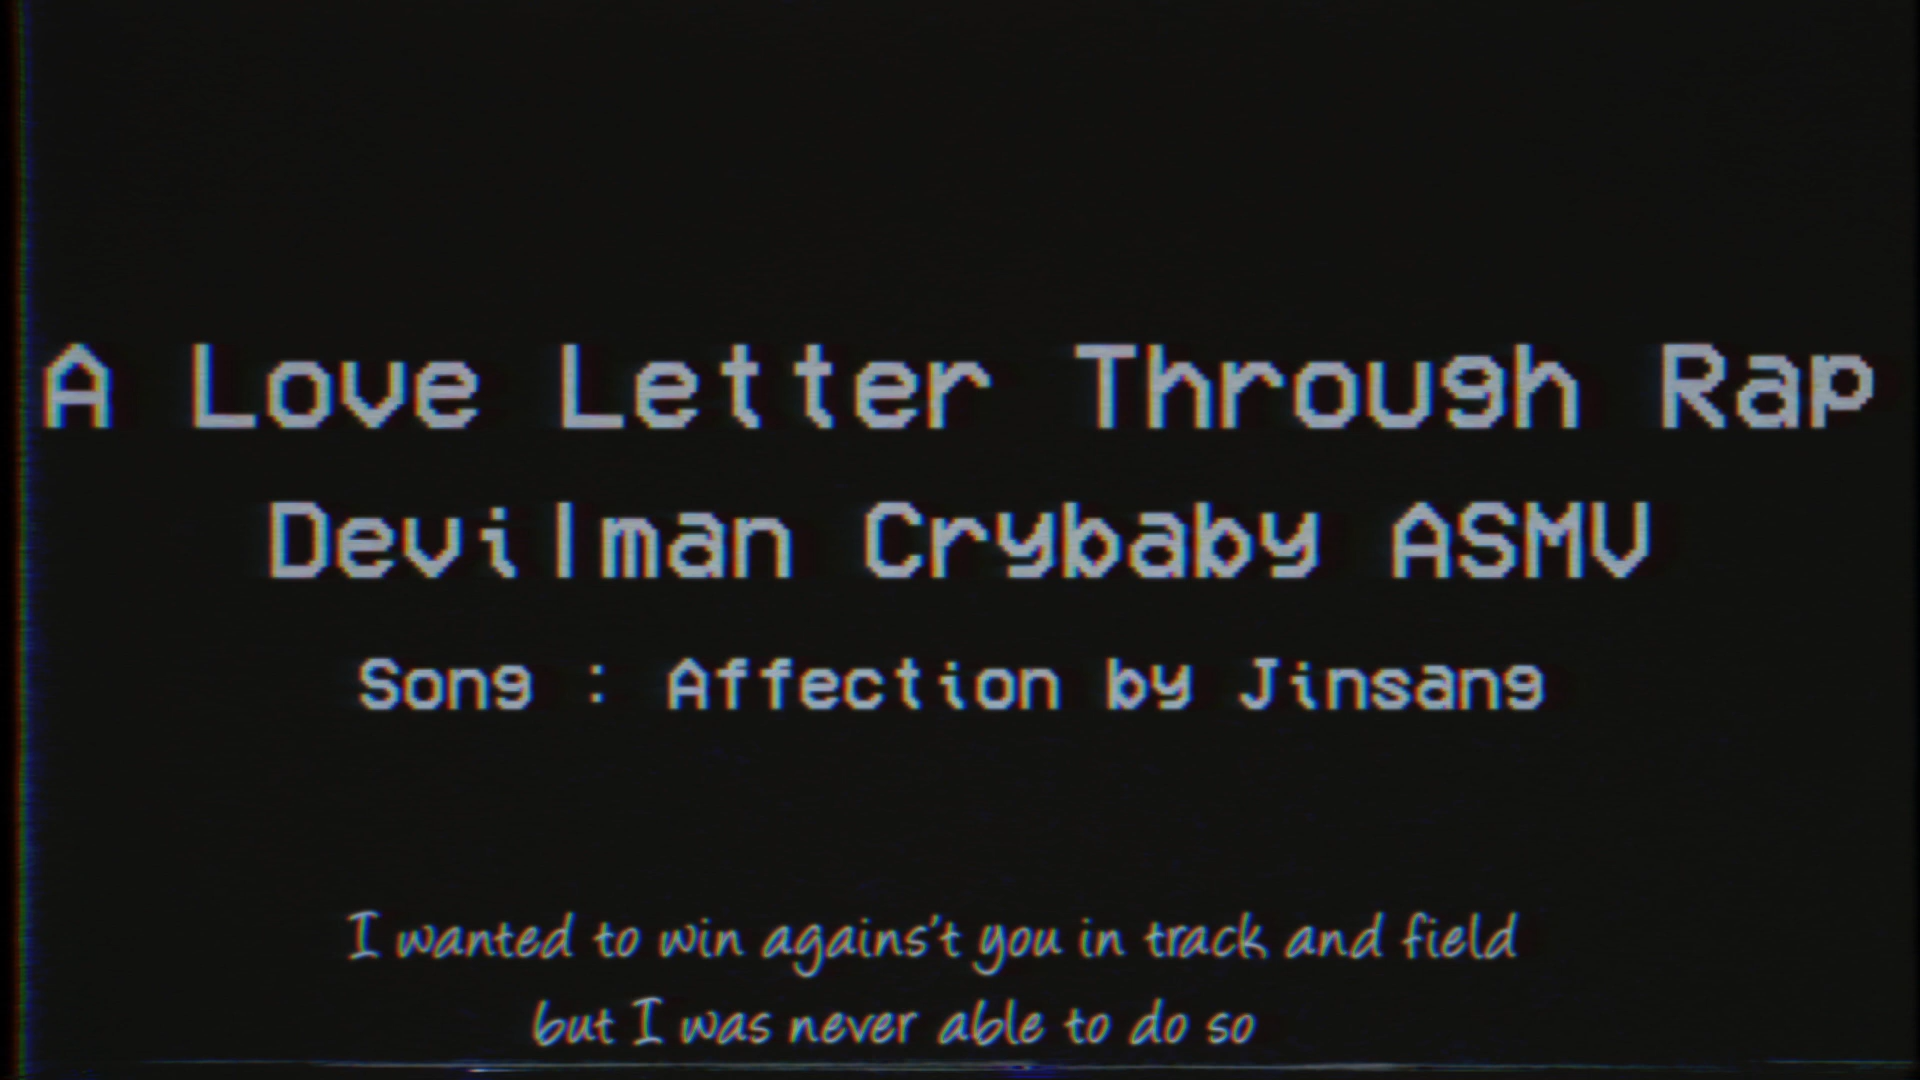 A Love Letter Through Rap
Devilman Crybaby ASMV
Song : Affection by Jinsang
I wanted to win agains't you in track and field
but I was never able to do so